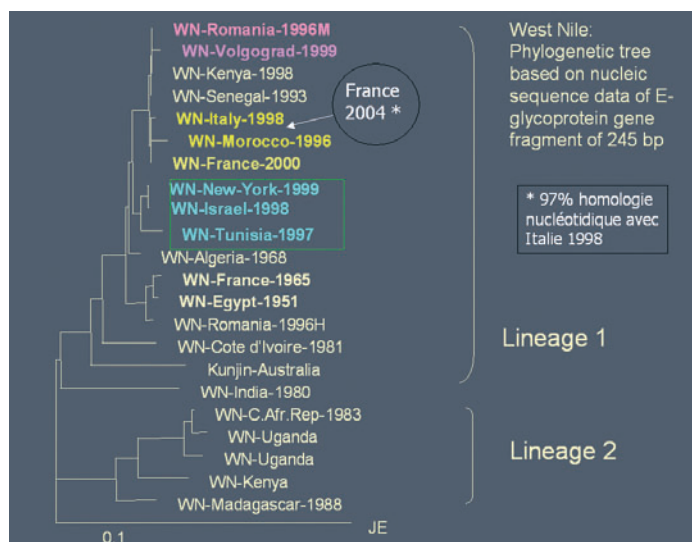 WN-Romania-1996M
WN-Volgograd-1999
WN-Kenya-1998
WN-Senegal-1993
WN-Italy-1998
WN-Morocco-1996
WN-France-2000
WN-New-York-1999
WN-Israel-1998
WN-Tunisia-1997
WN-Algeria-1968
WN-France-1965
WN-Egypt-1951
WN-Romania-1996H
WN-Cote d'Ivoire-1981
Kunjin-Australia
WN-India-1980
WN-C.Afr.Rep-1983
WN-Uganda
WN-Uganda
WN-Kenya
WN-Madagascar-1988
JE
0.1
France
2004 *
West Nile:
Phylogenetic tree
based on nucleic
sequence data of E-
glycoprotein gene
fragment of 245 bp
* 97% homologie
nucléotidique avec
Italie 1998
Lineage 1
Lineage 2